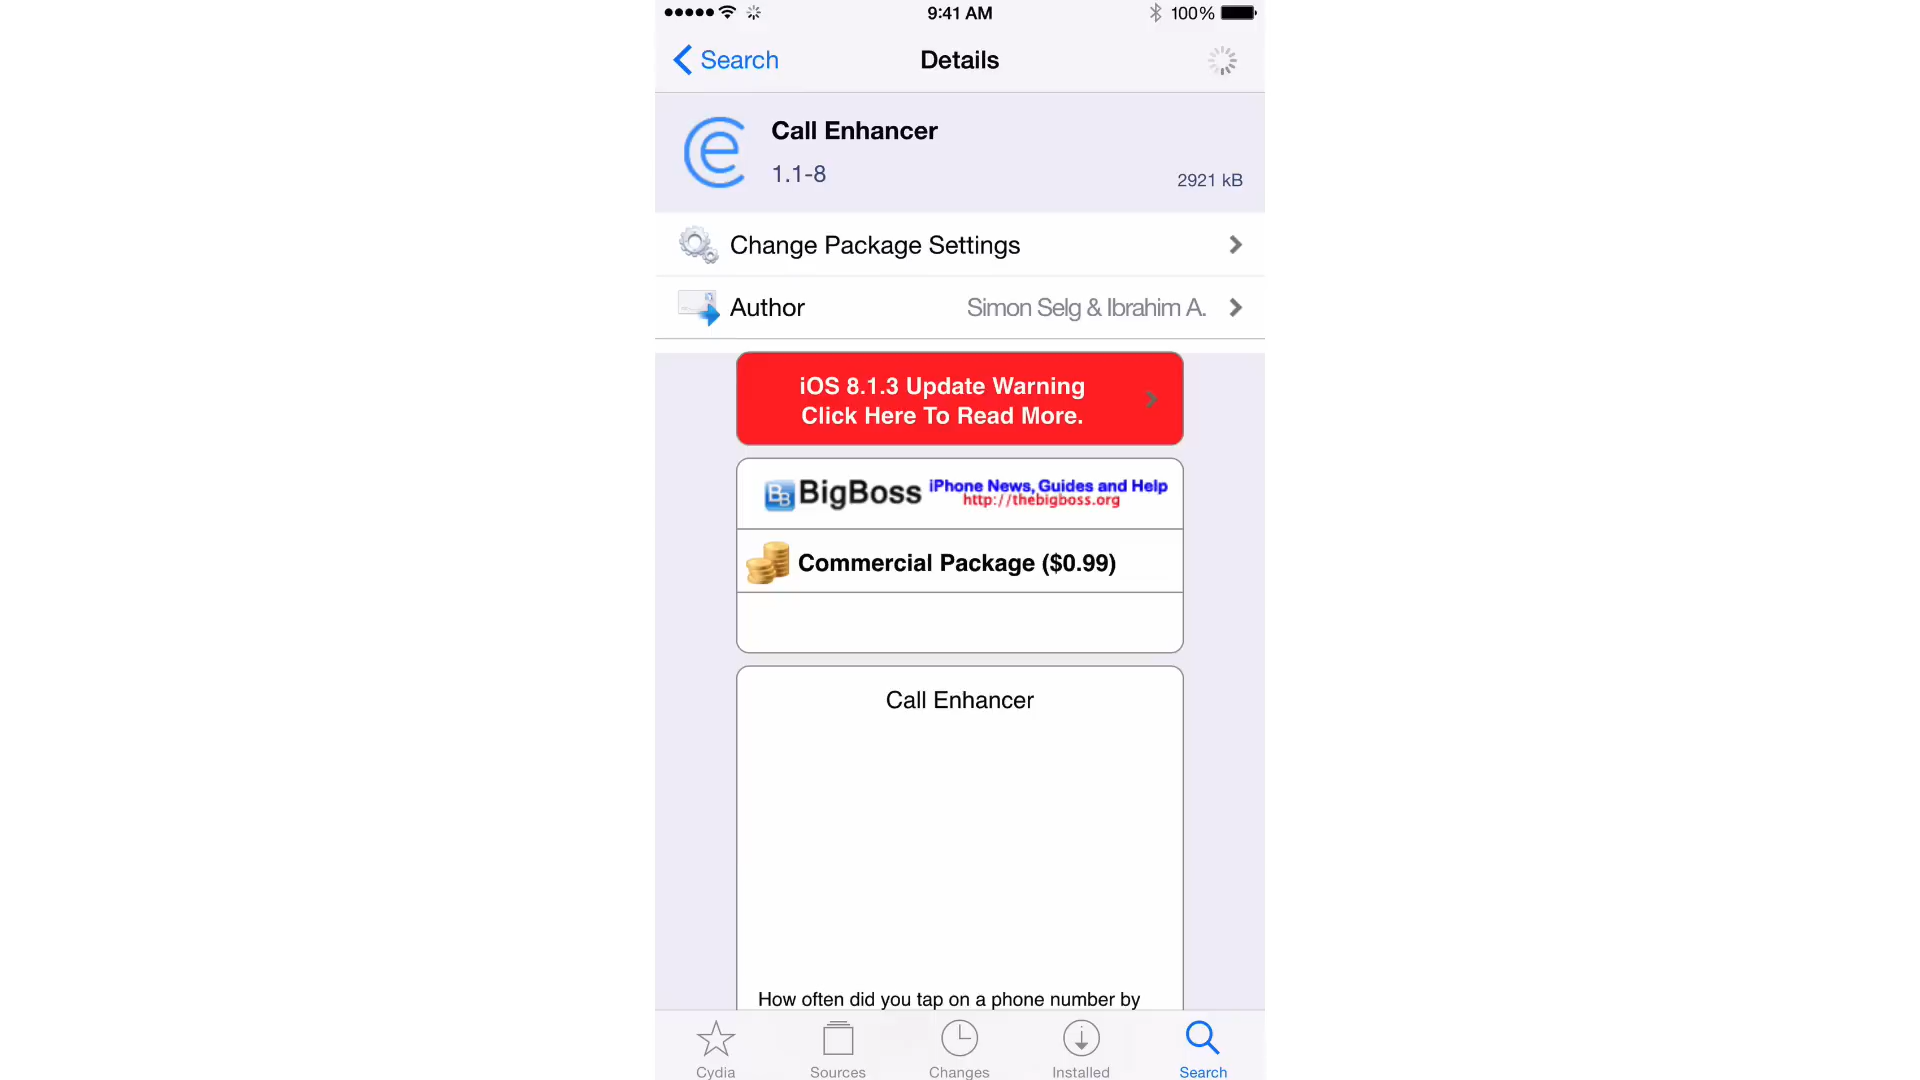 9:41 AM
100%
Search
Details
Call Enhancer
1.1-8
2921 kB
Change Package Settings
Author
Simon Selg & Ibrahim A.
iOS 8.1.3 Update Warning
Click Here To Read More.
BB
BigBoss
iPhone News, Guides and Help
http://thebigboss.org
Commercial Package ($0.99)
Call Enhancer
How often did you tap on a phone number by
Cydia
Sources
Changes
Installed
Search